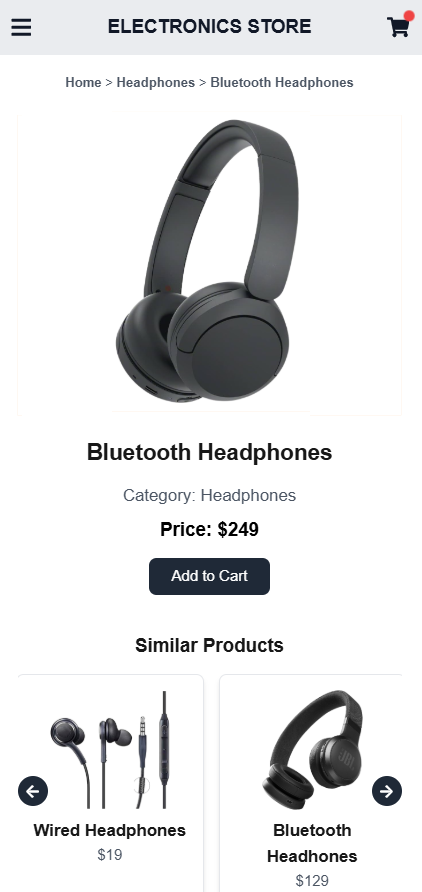 ELECTRONICS STORE
Home > Headphones > Bluetooth Headphones
Bluetooth Headphones
Category: Headphones
Price: $249
Add to Cart
Similar Products
JBL
Wired Headphones
$19
Bluetooth
Headhones
$129